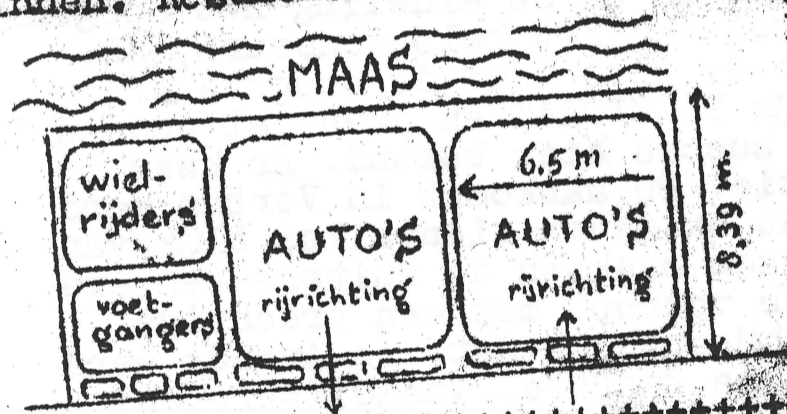 MAAS
wiel-
rijders
voet-
gangers
AUTO'S
rijrichting
6.5 m
AUTO'S
rijrichting
8,39 m.